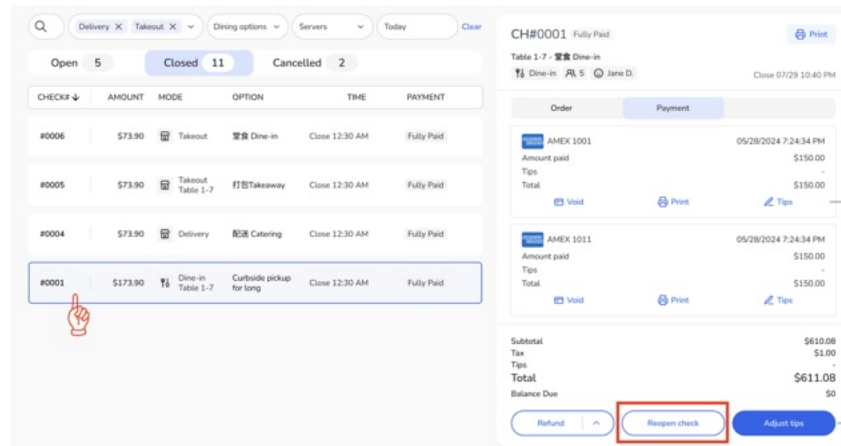 Delivery X Takeout X Dining options Servers Today Clear
Open 5 Closed 11 Cancelled 2
CHECK# AMOUNT MODE OPTION TIME PAYMENT
#0006 $73.90 Takeout 堂食 Dine-in Close 12:30 AM Fully Paid
#0005 $73.90 Takeout Table 1-7 打包Takeaway Close 12:30 AM Fully Paid
#0004 $73.90 Delivery 配送 Catering Close 12:30 AM Fully Paid
#0001 $173.90 Dine-in Table 1-7 Curbside pickup for long Close 12:30 AM Fully Paid
CH#0001 Fully Paid Print
Table 1-7 - 堂食 Dine-in
Dine-in 5 Jane D. Close 07/29 10:40 PM
Order Payment
AMEX 1001 05/28/2024 7:24:34 PM
Amount paid $150.00
Tips -
Total $150.00
Void Print Tips
AMEX 1011 05/28/2024 7:24:34 PM
Amount paid $150.00
Tips -
Total $150.00
Void Print Tips
Subtotal $610.08
Tax $1.00
Tips -
Total $611.08
Balance Due $0
Refund Reopen check Adjust tips